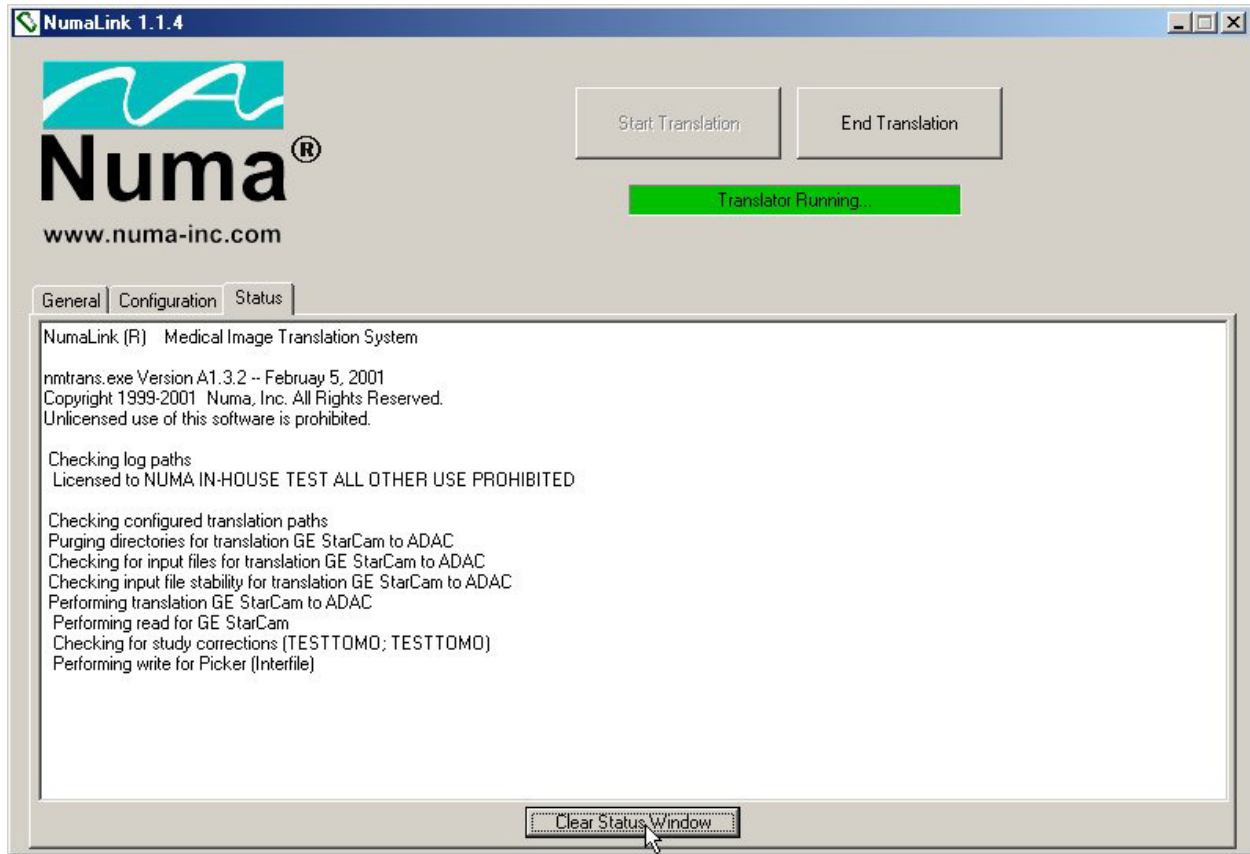 NumaLink 1.1.4
Numa®
www.numa-inc.com
Start Translation
End Translation
Translator Running...
General
Configuration
Status
NumaLink (R) Medical Image Translation System
nmtrans.exe Version A1.3.2 -- Februay 5, 2001
Copyright 1999-2001 Numa, Inc. All Rights Reserved.
Unlicensed use of this software is prohibited.
Checking log paths
Licensed to NUMA IN-HOUSE TEST ALL OTHER USE PROHIBITED
Checking configured translation paths
Purging directories for translation GE StarCam to ADAC
Checking for input files for translation GE StarCam to ADAC
Checking input file stability for translation GE StarCam to ADAC
Performing translation GE StarCam to ADAC
Performing read for GE StarCam
Checking for study corrections (TESTTOMO; TESTTOMO)
Performing write for Picker (Interfile)
Clear Status Window